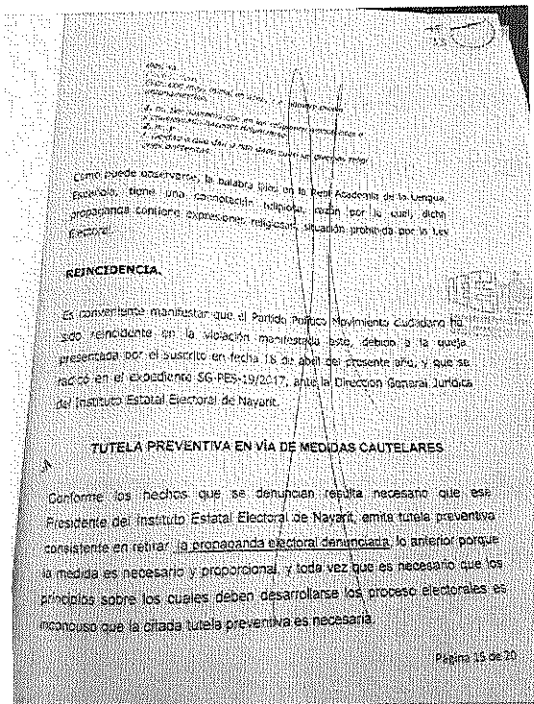 Como puede observarse, la palabra laico en la Real Academia de la Lengua
Española, tiene una connotación religiosa, razón por la cual, dicha
propaganda contiene expresiones religiosas, situación prohibida por la Ley
Electoral.
REINCIDENCIA.
Es conveniente manifestar que el Partido Político Movimiento Ciudadano ha
sido reincidente en la violación manifestada este, debido a la queja
presentada por el suscrito en fecha 18 de abril del presente año, y que se
radicó en el expediente SG-PES-19/2017, ante la Dirección General Jurídica
del Instituto Estatal Electoral de Nayarit.
TUTELA PREVENTIVA EN VÍA DE MEDIDAS CAUTELARES
Conforme los hechos que se denuncian resulta necesario que ese
Presidente del Instituto Estatal Electoral de Nayarit, emita tutela preventiva
consistente en retirar la propaganda electoral denunciada, lo anterior porque
la medida es necesario y proporcional, y toda vez que es necesario que los
principios sobre los cuales deben desarrollarse los proceso electorales es
inconcuso que la citada tutela preventiva es necesaria.
Página 15 de 20